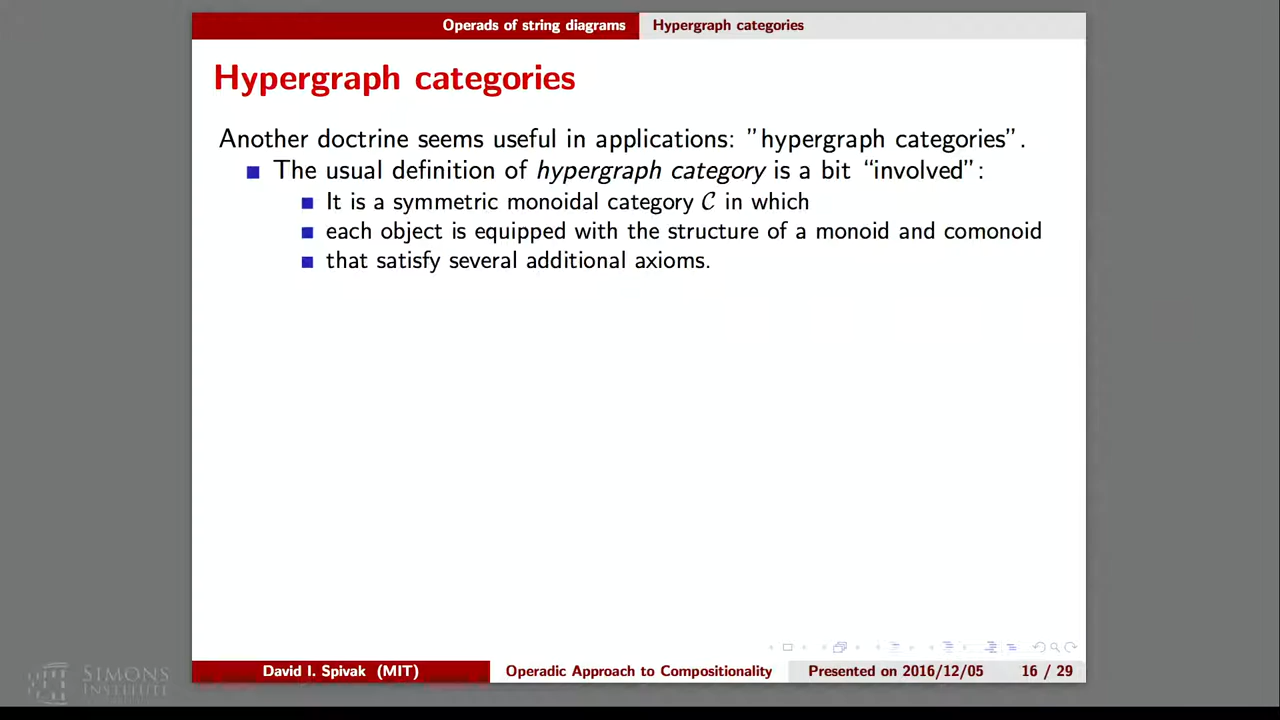 Operads of string diagrams Hypergraph categories
Hypergraph categories
Another doctrine seems useful in applications: ”hypergraph categories”.
The usual definition of hypergraph category is a bit “involved”:
It is a symmetric monoidal category 𝒞 in which
each object is equipped with the structure of a monoid and comonoid
that satisfy several additional axioms.
David I. Spivak (MIT) Operadic Approach to Compositionality Presented on 2016/12/05 16 / 29
SIMONS
INSTITUTE